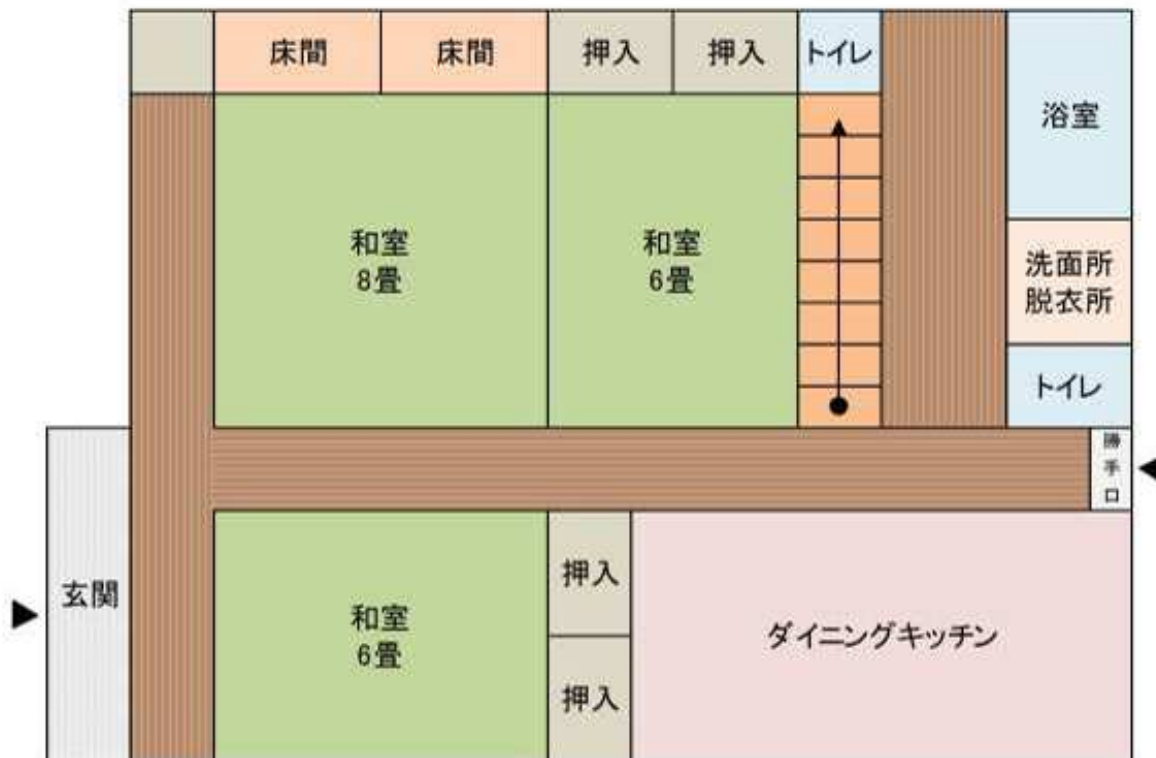 床間
床間
押入
押入
トイレ
浴室
和室
8畳
和室
6畳
洗面所
脱衣所
トイレ
勝
手
口
玄関
和室
6畳
押入
押入
ダイニングキッチン